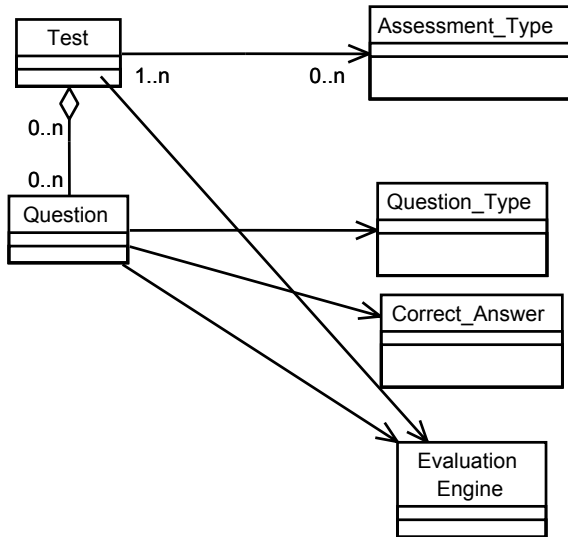 Test
Assessment_Type
1..n
0..n
0..n
0..n
Question
Question_Type
Correct_Answer
Evaluation
Engine